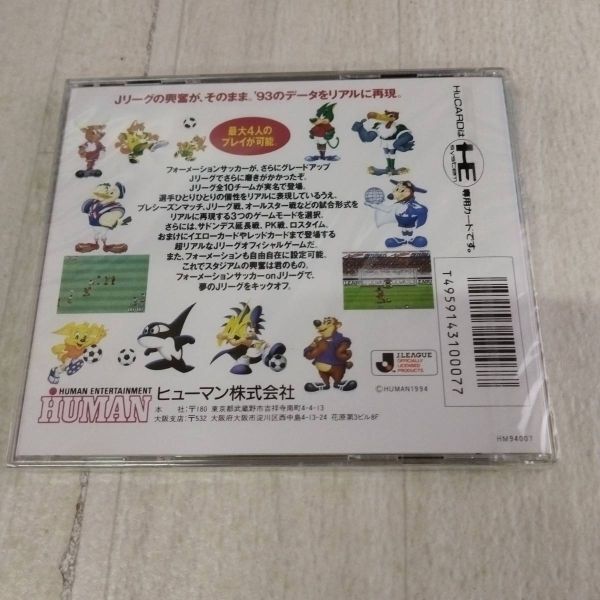 Jリーグの興奮が、そのまま。'93のデータをリアルに再現。
最大4人の
プレイが可能。
フォーメーションサッカーが、さらにグレードアップ
Jリーグでさらに磨きがかかったぞ。
Jリーグ全10チームが実名で登場。
選手ひとりひとりの個性をリアルに表現しているうえ、
プレシーズンマッチ、Jリーグ戦、オールスター戦などの試合形式を
リアルに再現する3つのゲームモードを選択。
さらには、サドンデス延長戦、PK戦、ロスタイム、
おまけにイエローカードやレッドカードまで登場する
超リアルなJリーグオフィシャルゲームだ。
また、フォーメーションも自由自在に設定可能。
これでスタジアムの興奮は君のもの。
フォーメーションサッカーonJリーグで、
夢のJリーグをキックオフ。
HuCARDは
HE
system
専用カードです。
T4959143100077
J.LEAGUE
OFFICIALLY
LICENSED
PRODUCTS
©HUMAN1994
HUMAN ENTERTAINMENT
HUMAN
ヒューマン株式会社
本 社:〒180 東京都武蔵野市吉祥寺南町4-4-13
大阪支店:〒532 大阪府大阪市淀川区西中島4-13-24 花原第3ビル8F
HM94001